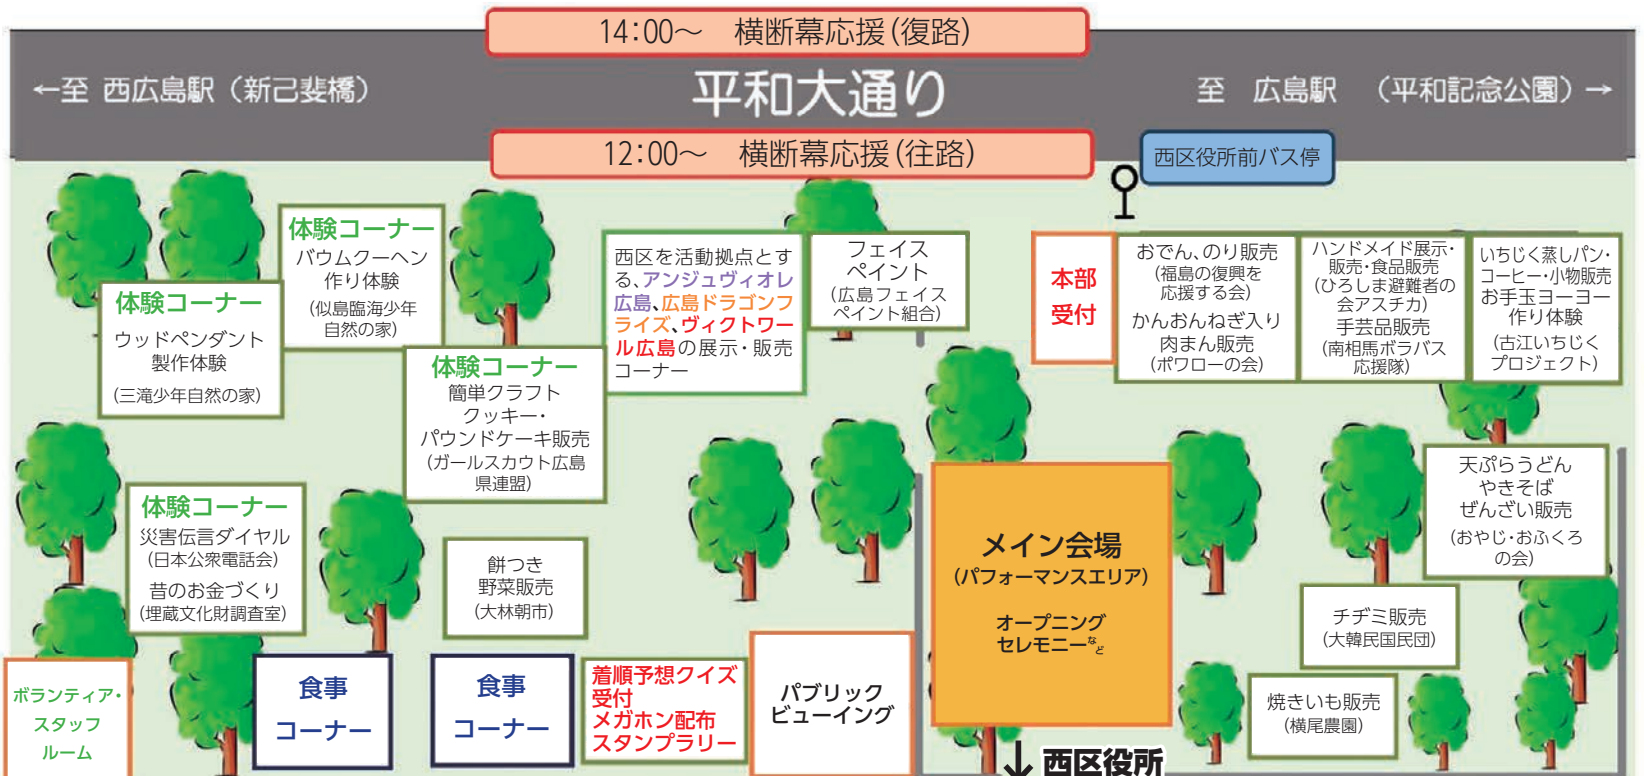 14:00～　横断幕応援(復路)
←至 西広島駅（新己斐橋）
平和大通り
至　広島駅　（平和記念公園）→
12:00～　横断幕応援(往路)
西区役所前バス停
体験コーナー
バウムクーヘン
作り体験
(似島臨海少年
自然の家)
体験コーナー
ウッドペンダント
製作体験
(三滝少年自然の家)
体験コーナー
簡単クラフト
クッキー・
パウンドケーキ販売
(ガールスカウト広島
県連盟)
西区を活動拠点とす
る、アンジュヴィオレ
広島、広島ドラゴンフ
ライズ、ヴィクトワー
ル広島の展示・販売
コーナー
フェイス
ペイント
(広島フェイス
ペイント組合)
本部
受付
おでん、のり販売
(福島の復興を
応援する会)
かんおんねぎ入り
肉まん販売
(ポワローの会)
ハンドメイド展示・
販売・食品販売
(ひろしま避難者の
会アスチカ)
手芸品販売
(南相馬ボラバス
応援隊)
いちじく蒸しパン・
コーヒー・小物販売
お手玉ヨーヨー
作り体験
(古江いちじく
プロジェクト)
体験コーナー
災害伝言ダイヤル
(日本公衆電話会)
昔のお金づくり
(埋蔵文化財調査室)
餅つき
野菜販売
(大林朝市)
メイン会場
(パフォーマンスエリア)
オープニング
セレモニーなど
天ぷらうどん
やきそば
ぜんざい販売
(おやじ・おふくろ
の会)
チヂミ販売
(大韓民国民団)
焼きいも販売
(横尾農園)
ボランティア・
スタッフ
ルーム
食事
コーナー
食事
コーナー
着順予想クイズ
受付
メガホン配布
スタンプラリー
パブリック
ビューイング
↓西区役所